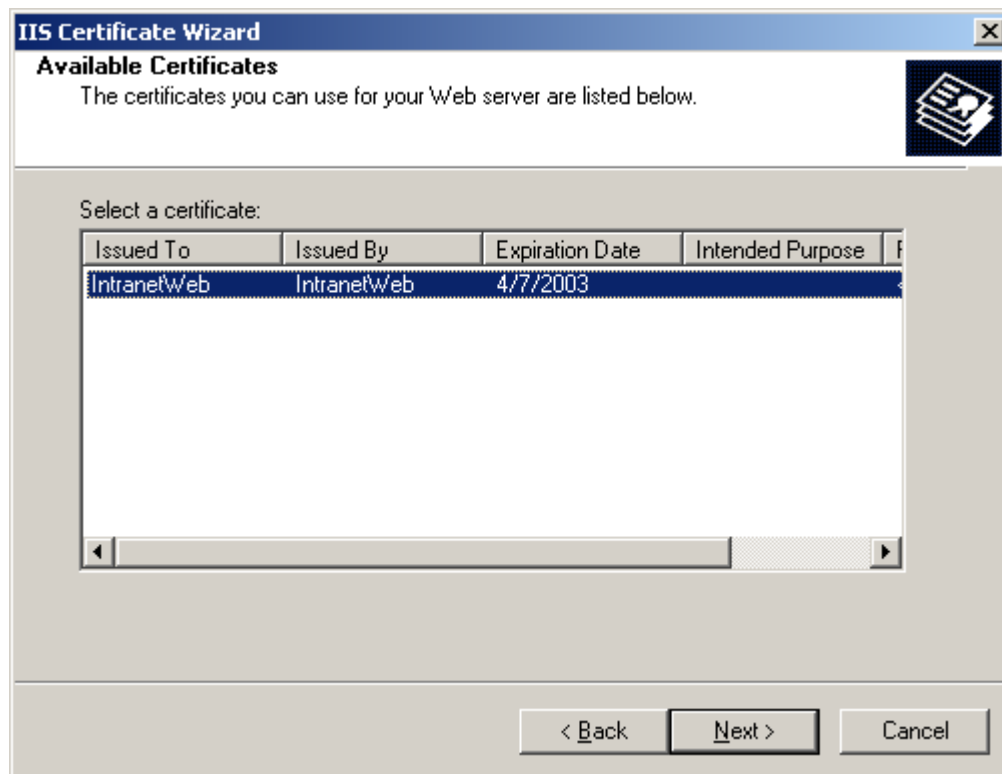 IIS Certificate Wizard
Available Certificates
The certificates you can use for your Web server are listed below.
Select a certificate:
Issued To Issued By Expiration Date Intended Purpose
IntranetWeb IntranetWeb 4/7/2003
< Back Next > Cancel